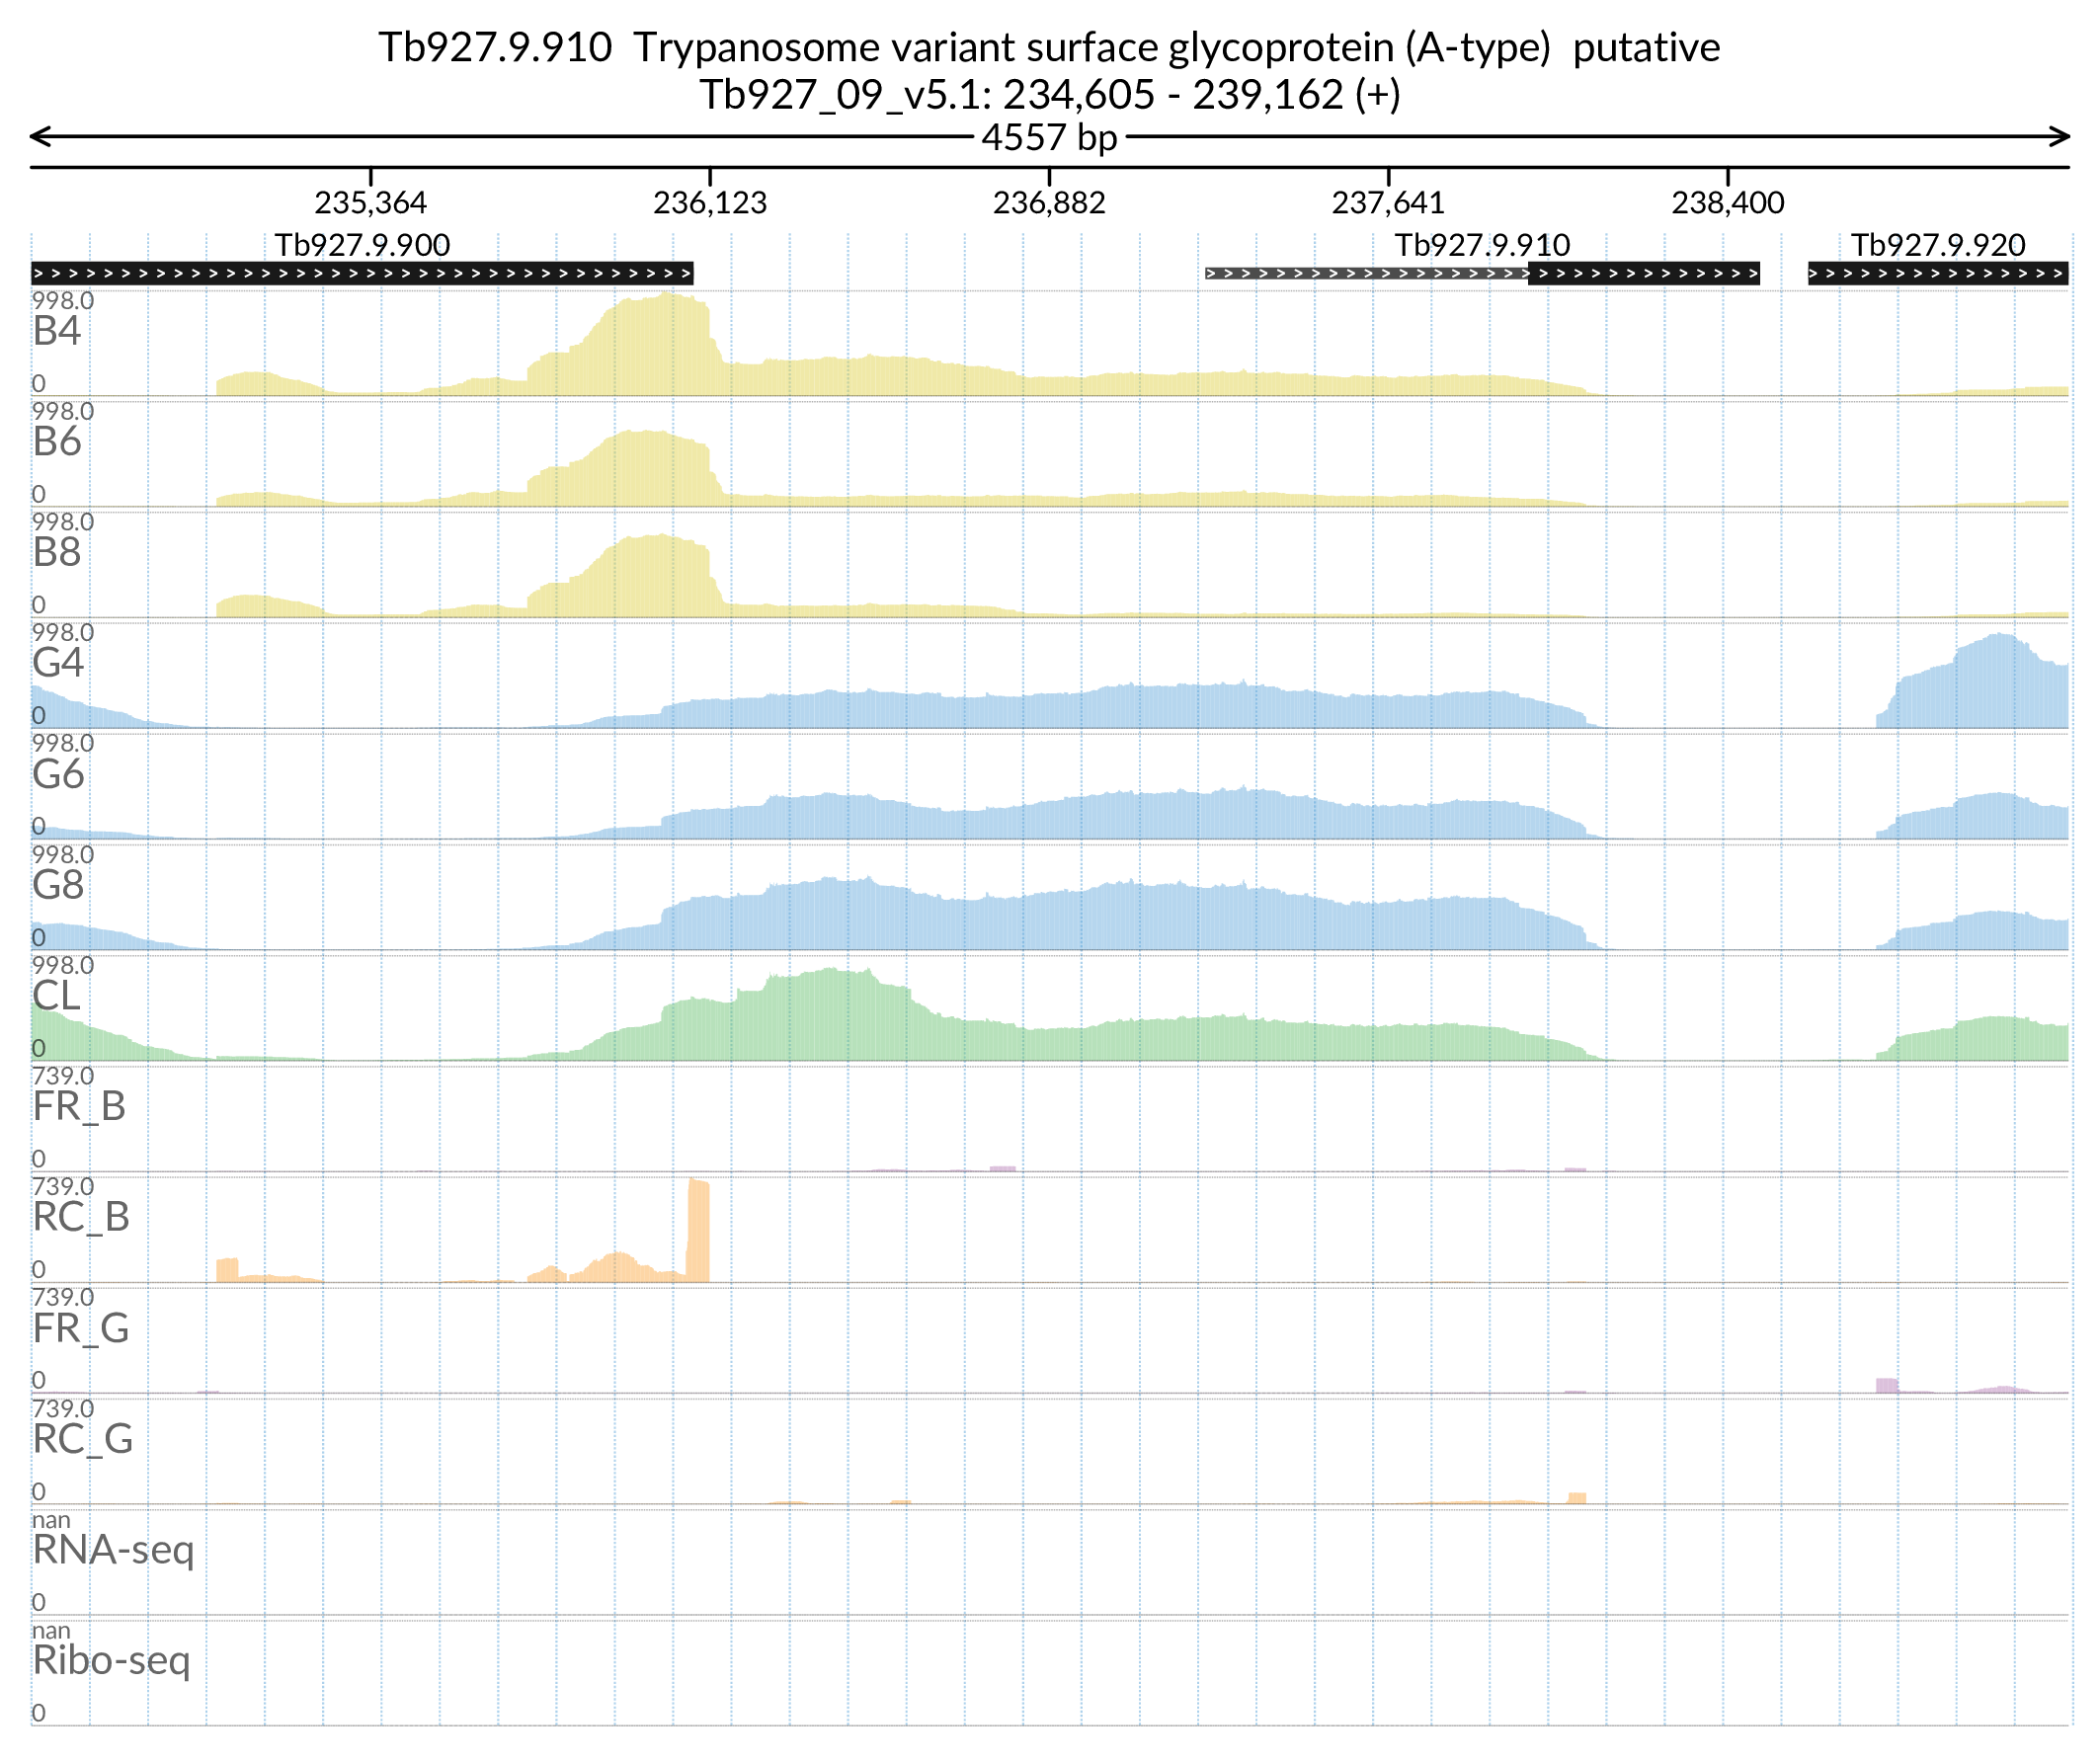 Tb927.9.910  Trypanosome variant surface glycoprotein (A-type)  putative
Tb927_09_v5.1: 234,605 - 239,162 (+)
4557 bp
235,364 236,123 236,882 237,641 238,400
Tb927.9.900 Tb927.9.910 Tb927.9.920
998.0
B4
0
998.0
B6
0
998.0
B8
0
998.0
G4
0
998.0
G6
0
998.0
G8
0
998.0
CL
0
739.0
FR_B
0
739.0
RC_B
0
739.0
FR_G
0
739.0
RC_G
0
nan
RNA-seq
0
nan
Ribo-seq
0